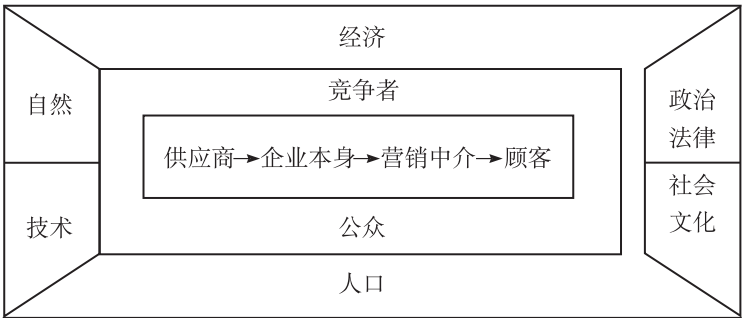 经济
自然
竞争者
政治
法律
供应商→企业本身→营销中介→顾客
社会
文化
技术
公众
人口